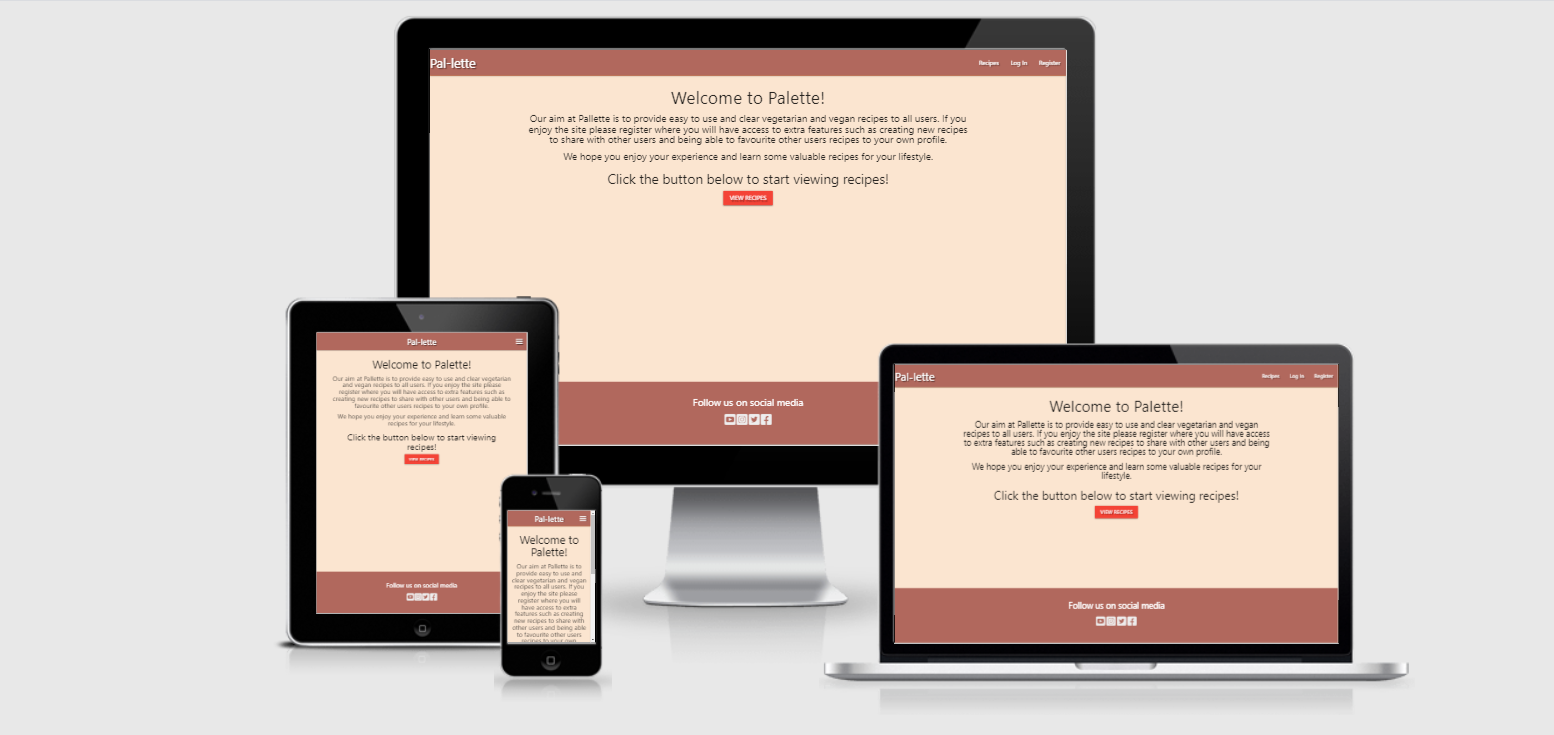 Pal-lette
Recipes Log In Register
Welcome to Palette!
Our aim at Pallette is to provide easy to use and clear vegetarian and vegan recipes to all users. If you
enjoy the site please register where you will have access to extra features such as creating new recipes
to share with other users and being able to favourite other users recipes to your own profile.
We hope you enjoy your experience and learn some valuable recipes for your lifestyle.
Click the button below to start viewing recipes!
VIEW RECIPES
Follow us on social media
Pal-lette
Welcome to Palette!
Our aim at Pallette is to provide easy to use and clear vegetarian
and vegan recipes to all users. If you enjoy the site please
register where you will have access to extra features such as
creating new recipes to share with other users and being able to
favourite other users recipes to your own profile.
We hope you enjoy your experience and learn some valuable
recipes for your lifestyle.
Click the button below to start viewing
recipes!
VIEW RECIPES
Follow us on social media
Pal-lette
Welcome to
Palette!
Our aim at Pallette is to
provide easy to use and
clear vegetarian and vegan
recipes to all users. If you
enjoy the site please
register where you will
have access to extra
features such as creating
new recipes to share with
other users and being able
to favourite other users
recipes to your own
Pal-lette
Recipes Log In Register
Welcome to Palette!
Our aim at Pallette is to provide easy to use and clear vegetarian and vegan
recipes to all users. If you enjoy the site please register where you will have access
to extra features such as creating new recipes to share with other users and being
able to favourite other users recipes to your own profile.
We hope you enjoy your experience and learn some valuable recipes for your
lifestyle.
Click the button below to start viewing recipes!
VIEW RECIPES
Follow us on social media